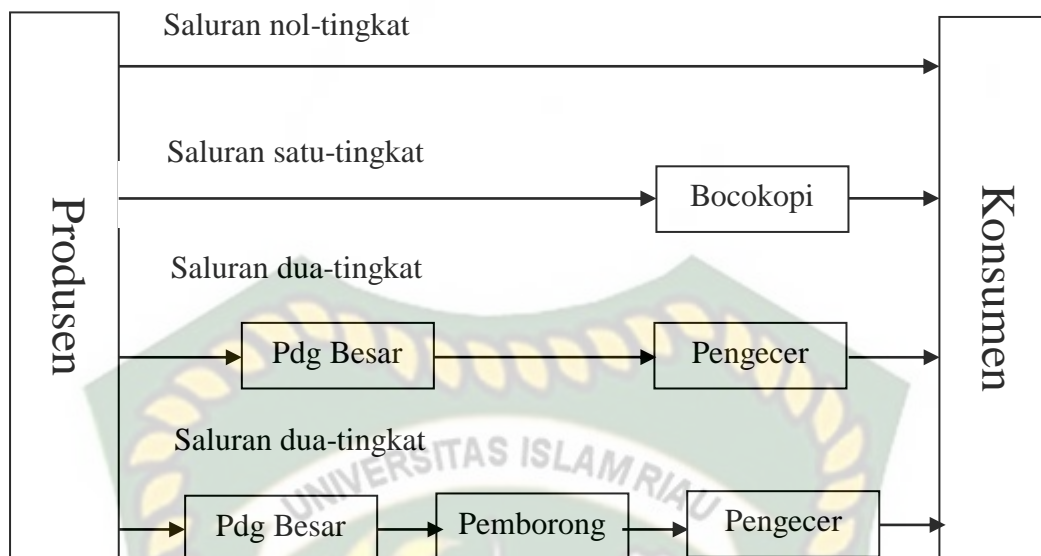 Saluran nol-tingkat
Saluran satu-tingkat
Bocokopi
Produsen
Konsumen
Saluran dua-tingkat
Pdg Besar
Pengecer
Saluran dua-tingkat
UNIVERSITAS ISLAM RIAU
Pdg Besar
Pemborong
Pengecer